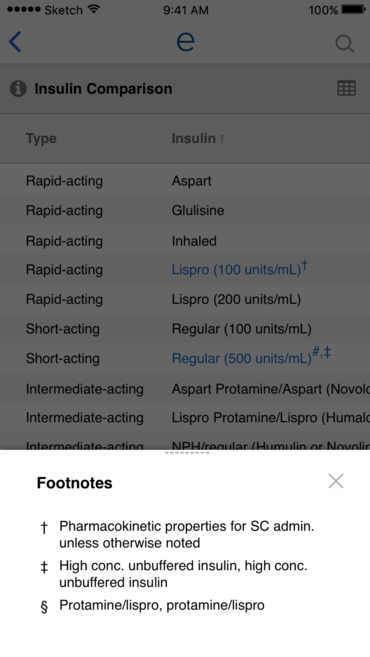 Sketch 9:41 AM 100%
e
Insulin Comparison
Type Insulin ↑
Rapid-acting Aspart
Rapid-acting Glulisine
Rapid-acting Inhaled
Rapid-acting Lispro (100 units/mL)†
Rapid-acting Lispro (200 units/mL)
Short-acting Regular (100 units/mL)
Short-acting Regular (500 units/mL)#,‡
Intermediate-acting Aspart Protamine/Aspart (Novolo
Intermediate-acting Lispro Protamine/Lispro (Humalo
Intermediate-acting NPH/regular (Humulin or Novolin
Footnotes
† Pharmacokinetic properties for SC admin.
unless otherwise noted
‡ High conc. unbuffered insulin, high conc.
unbuffered insulin
§ Protamine/lispro, protamine/lispro